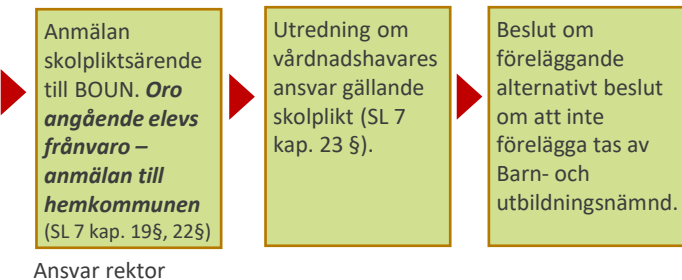 Anmälan
skolpliktsärende
till BOUN. Oro
angående elevs
frånvaro –
anmälan till
hemkommunen
(SL 7 kap. 19§, 22§)
Ansvar rektor
Utredning om
vårdnadshavares
ansvar gällande
skolplikt (SL 7
kap. 23 §).
Beslut om
föreläggande
alternativt beslut
om att inte
förelägga tas av
Barn- och
utbildningsnämnd.